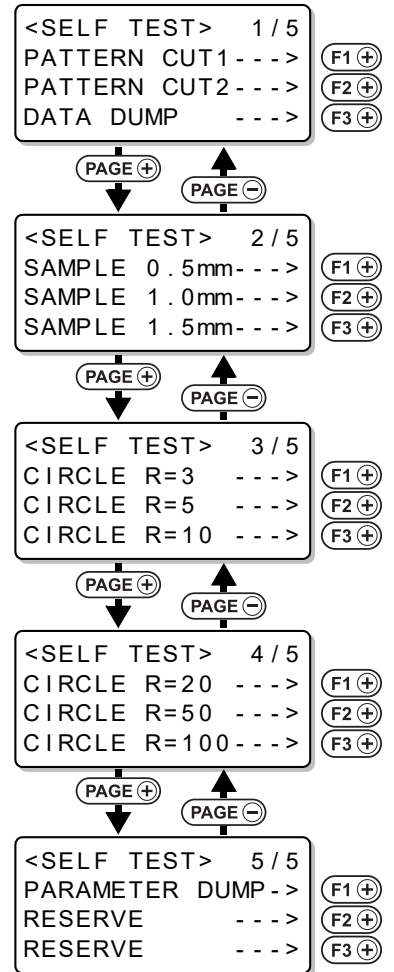 <SELF TEST> 1/5
PATTERN CUT1---> F1 +
PATTERN CUT2---> F2 +
DATA DUMP ---> F3 +
PAGE +
PAGE -
<SELF TEST> 2/5
SAMPLE 0.5mm---> F1 +
SAMPLE 1.0mm---> F2 +
SAMPLE 1.5mm---> F3 +
PAGE +
PAGE -
<SELF TEST> 3/5
CIRCLE R=3 ---> F1 +
CIRCLE R=5 ---> F2 +
CIRCLE R=10 ---> F3 +
PAGE +
PAGE -
<SELF TEST> 4/5
CIRCLE R=20 ---> F1 +
CIRCLE R=50 ---> F2 +
CIRCLE R=100---> F3 +
PAGE +
PAGE -
<SELF TEST> 5/5
PARAMETER DUMP-> F1 +
RESERVE ---> F2 +
RESERVE ---> F3 +